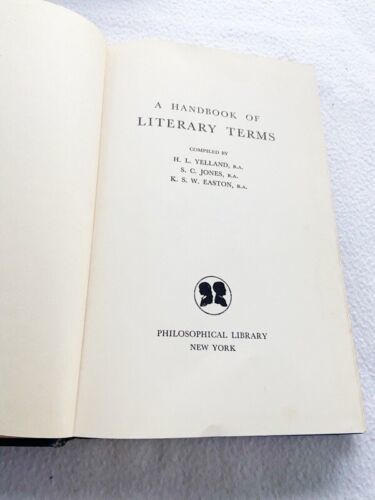 A HANDBOOK OF
LITERARY TERMS
COMPILED BY
H. L. YELLAND, B.A.
S. C. JONES, B.A.
K. S. W. EASTON, B.A.
PHILOSOPHICAL LIBRARY
NEW YORK